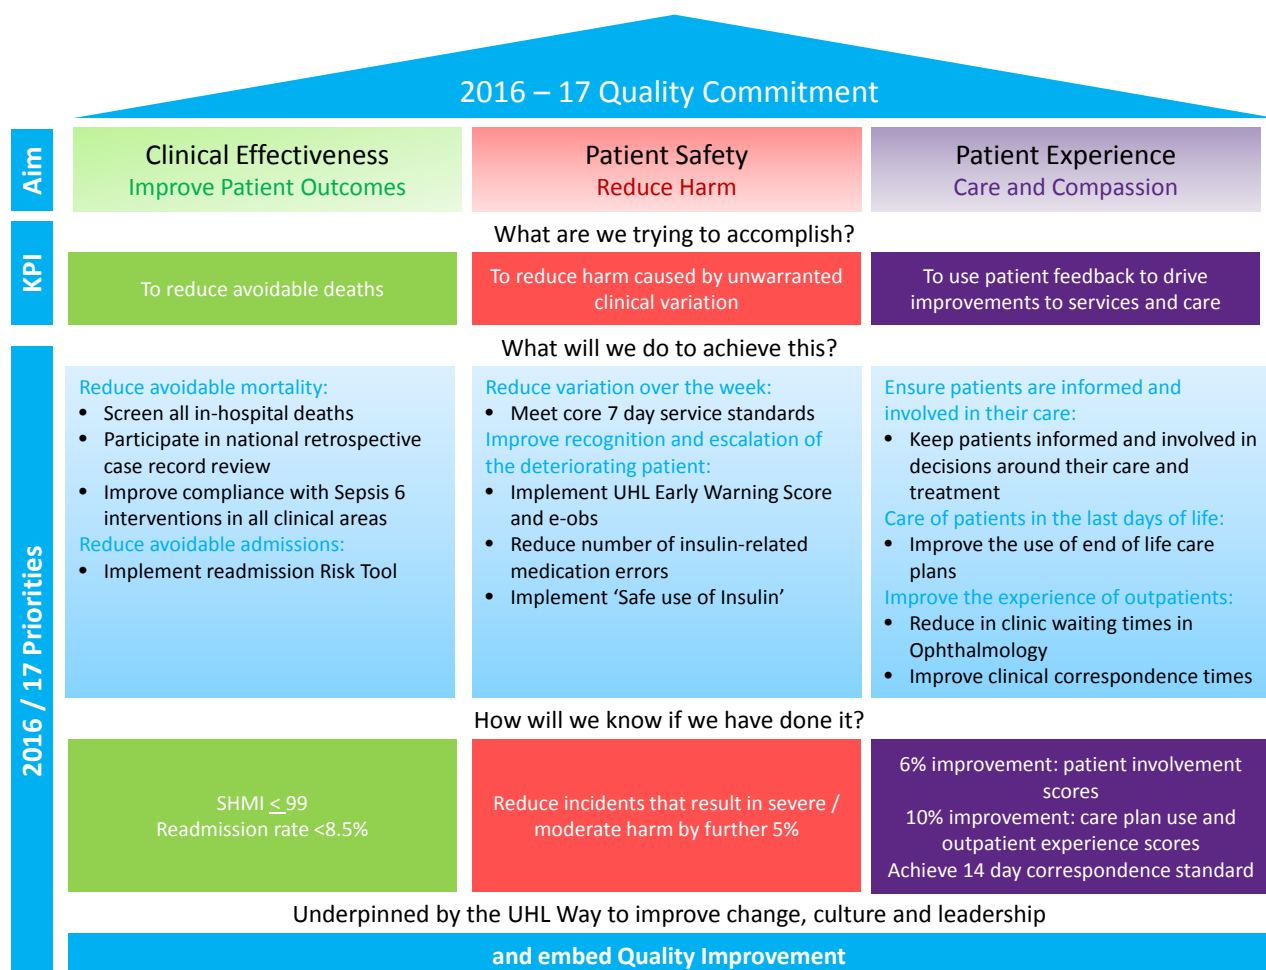 2016 – 17 Quality Commitment
Aim
Clinical Effectiveness
Improve Patient Outcomes
Patient Safety
Reduce Harm
Patient Experience
Care and Compassion
KPI
What are we trying to accomplish?
To reduce avoidable deaths
To reduce harm caused by unwarranted
clinical variation
To use patient feedback to drive
improvements to services and care
2016 / 17 Priorities
What will we do to achieve this?
Reduce avoidable mortality:
• Screen all in-hospital deaths
• Participate in national retrospective
case record review
• Improve compliance with Sepsis 6
interventions in all clinical areas
Reduce avoidable admissions:
• Implement readmission Risk Tool
Reduce variation over the week:
• Meet core 7 day service standards
Improve recognition and escalation of
the deteriorating patient:
• Implement UHL Early Warning Score
and e-obs
• Reduce number of insulin-related
medication errors
• Implement ‘Safe use of Insulin’
Ensure patients are informed and
involved in their care:
• Keep patients informed and involved in
decisions around their care and
treatment
Care of patients in the last days of life:
• Improve the use of end of life care
plans
Improve the experience of outpatients:
• Reduce in clinic waiting times in
Ophthalmology
• Improve clinical correspondence times
How will we know if we have done it?
SHMI < 99
Readmission rate <8.5%
Reduce incidents that result in severe /
moderate harm by further 5%
6% improvement: patient involvement
scores
10% improvement: care plan use and
outpatient experience scores
Achieve 14 day correspondence standard
Underpinned by the UHL Way to improve change, culture and leadership
and embed Quality Improvement